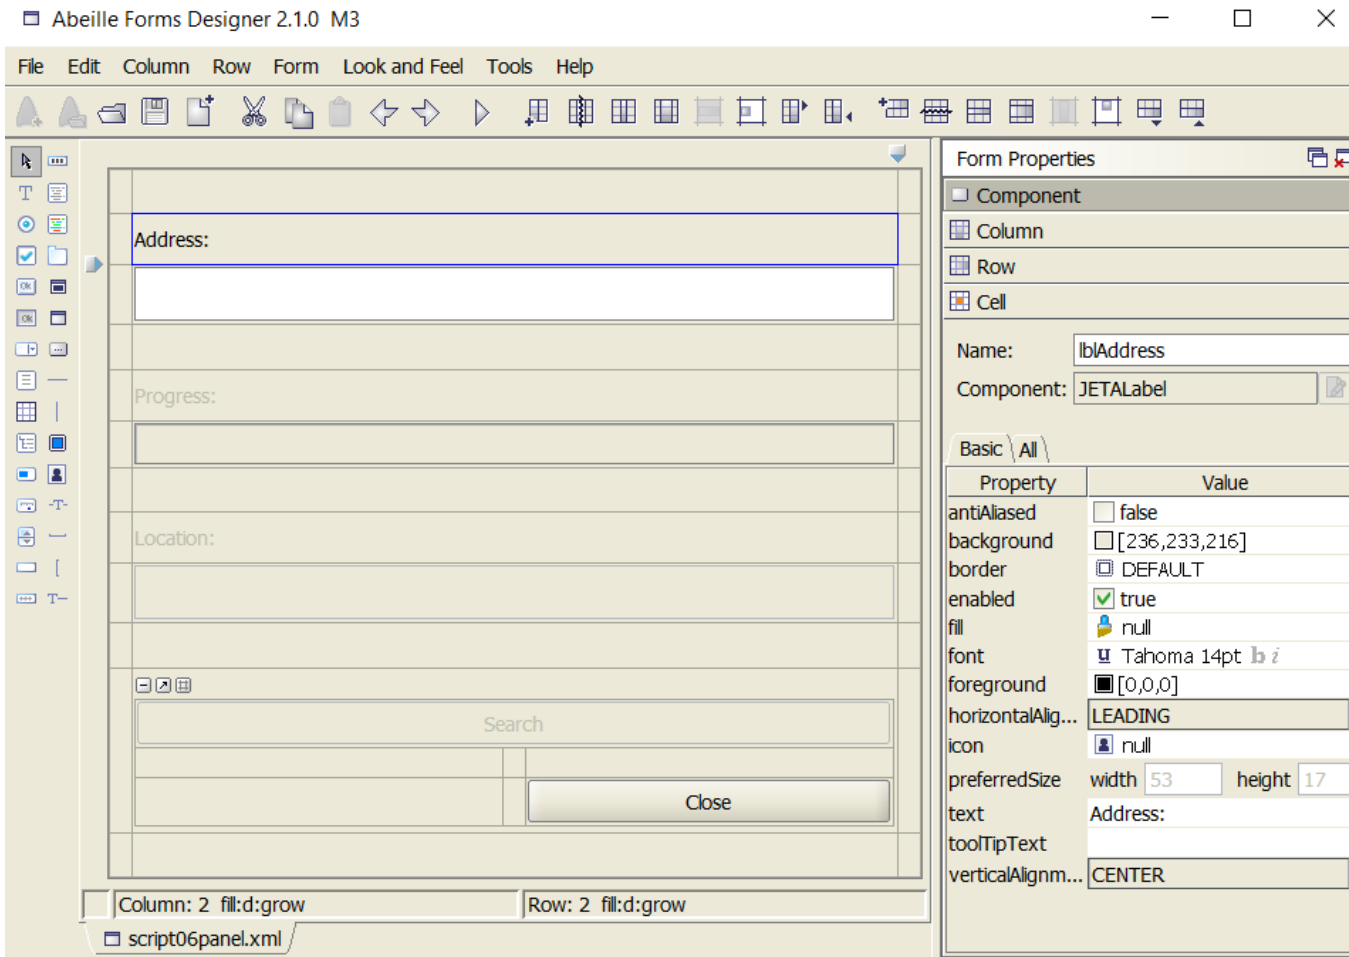 Abeille Forms Designer 2.1.0 M3
File Edit Column Row Form Look and Feel Tools Help
Form Properties
Component
Column
Row
Cell
Name: lblAddress
Component: JETALabel
Basic All
Property Value
antiAliased false
background [236,233,216]
border DEFAULT
enabled true
fill null
font Tahoma 14pt b i
foreground [0,0,0]
horizontalAlig... LEADING
icon null
preferredSize width 53 height 17
text Address:
toolTipText
verticalAlignm... CENTER
Address:
Progress:
Location:
Search
Close
Column: 2 fill:d:grow Row: 2 fill:d:grow
script06panel.xml